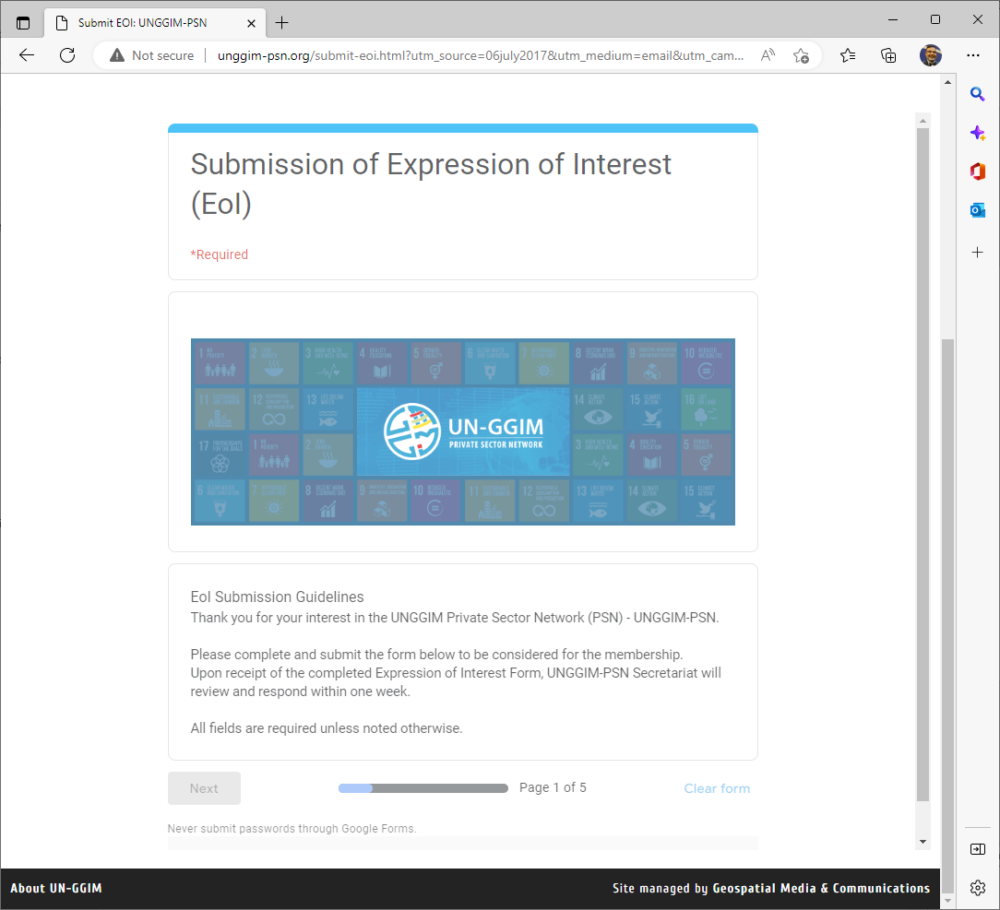 Submit EOI: UNGGIM-PSN
Not secure
unggim-psn.org/submit-eoi.html?utm_source=06july2017&utm_medium=email&utm_cam...
Submission of Expression of Interest
(EoI)
*Required
UN-GGIM
PRIVATE SECTOR NETWORK
EoI Submission Guidelines
Thank you for your interest in the UNGGIM Private Sector Network (PSN) - UNGGIM-PSN.
Please complete and submit the form below to be considered for the membership.
Upon receipt of the completed Expression of Interest Form, UNGGIM-PSN Secretariat will
review and respond within one week.
All fields are required unless noted otherwise.
Next
Page 1 of 5
Clear form
Never submit passwords through Google Forms.
About UN-GGIM
Site managed by Geospatial Media & Communications